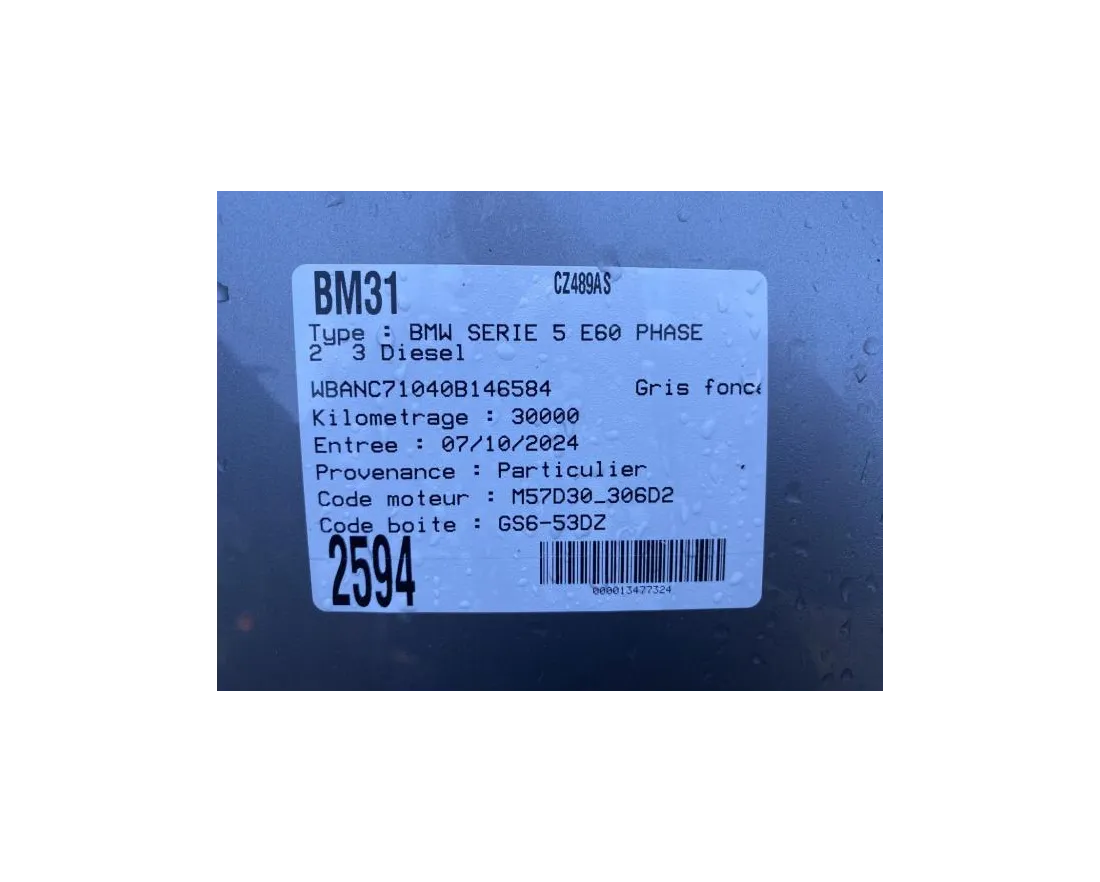 BM31 CZ489AS
Type : BMW SERIE 5 E60 PHASE
2 3 Diesel
WBANC71040B146584 Gris foncé
Kilometrage : 30000
Entree : 07/10/2024
Provenance : Particulier
Code moteur : M57D30_306D2
Code boite : GS6-53DZ
2594
000013477324